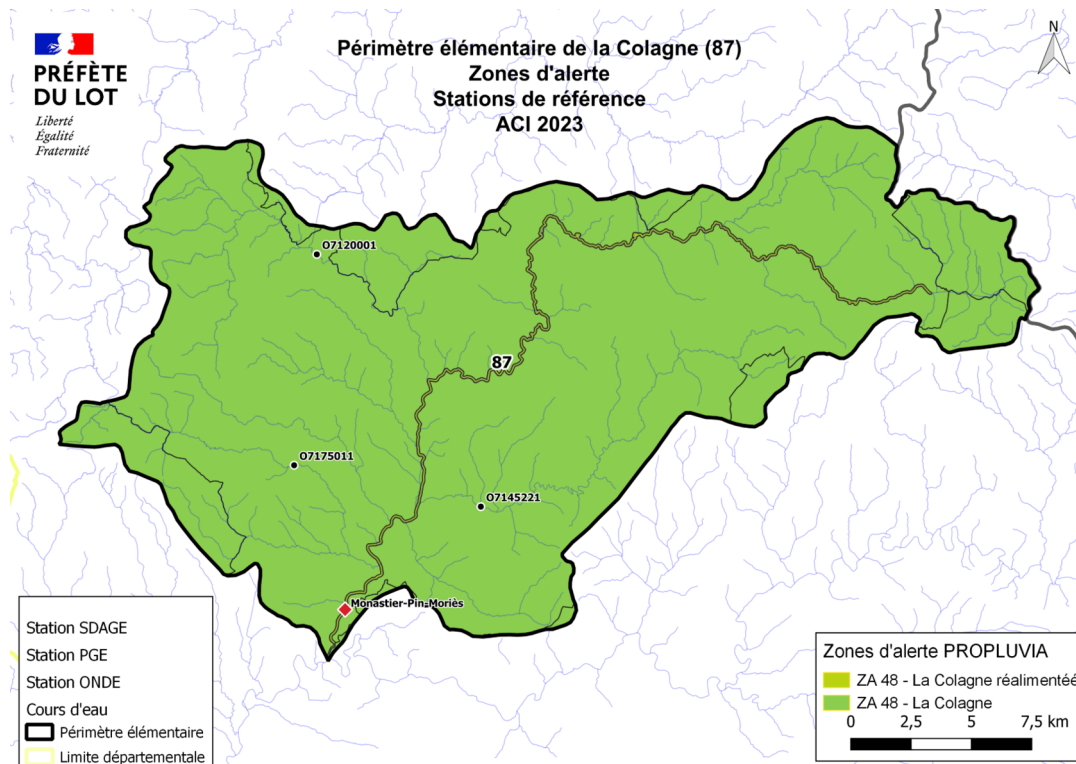 PRÉFÈTE
DU LOT
Liberté
Égalité
Fraternité
Périmètre élémentaire de la Colagne (87)
Zones d'alerte
Stations de référence
ACI 2023
N
O7120001
87
O7175011
O7145221
Monastier-Pin-Moriès
Station SDAGE
Station PGE
Station ONDE
Cours d'eau
Périmètre élémentaire
Limite départementale
Zones d'alerte PROPLUVIA
ZA 48 - La Colagne réalimentée
ZA 48 - La Colagne
0 2,5 5 7,5 km